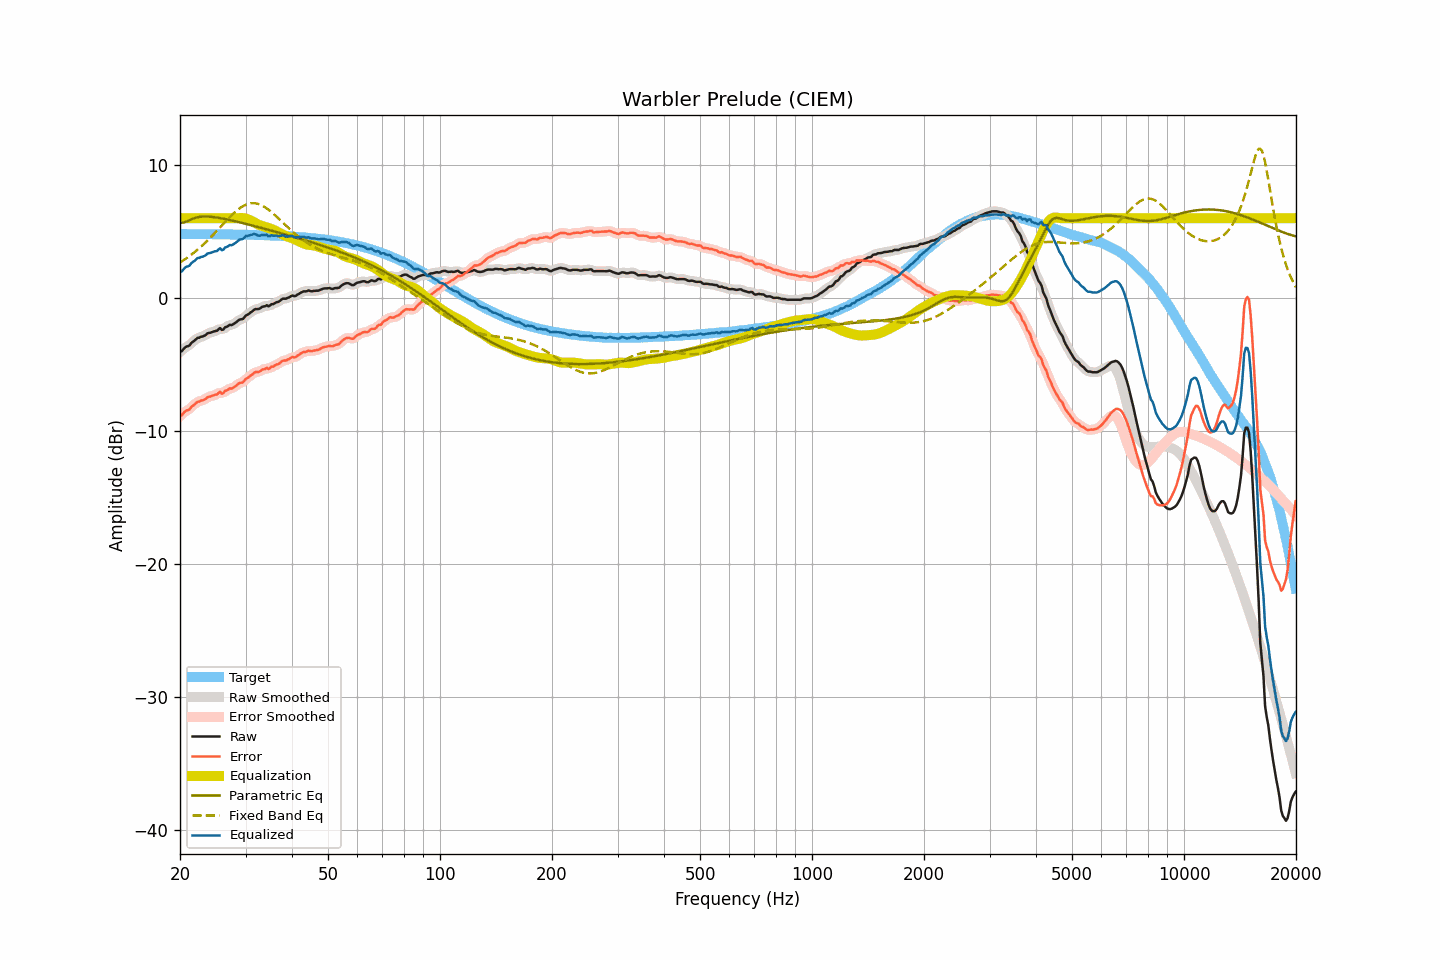 Warbler Prelude (CIEM)
10
0
−10
−20
−30
−40
Amplitude (dBr)
Target
Raw Smoothed
Error Smoothed
Raw
Error
Equalization
Parametric Eq
Fixed Band Eq
Equalized
20 50 100 200 500 1000 2000 5000 10000 20000
Frequency (Hz)